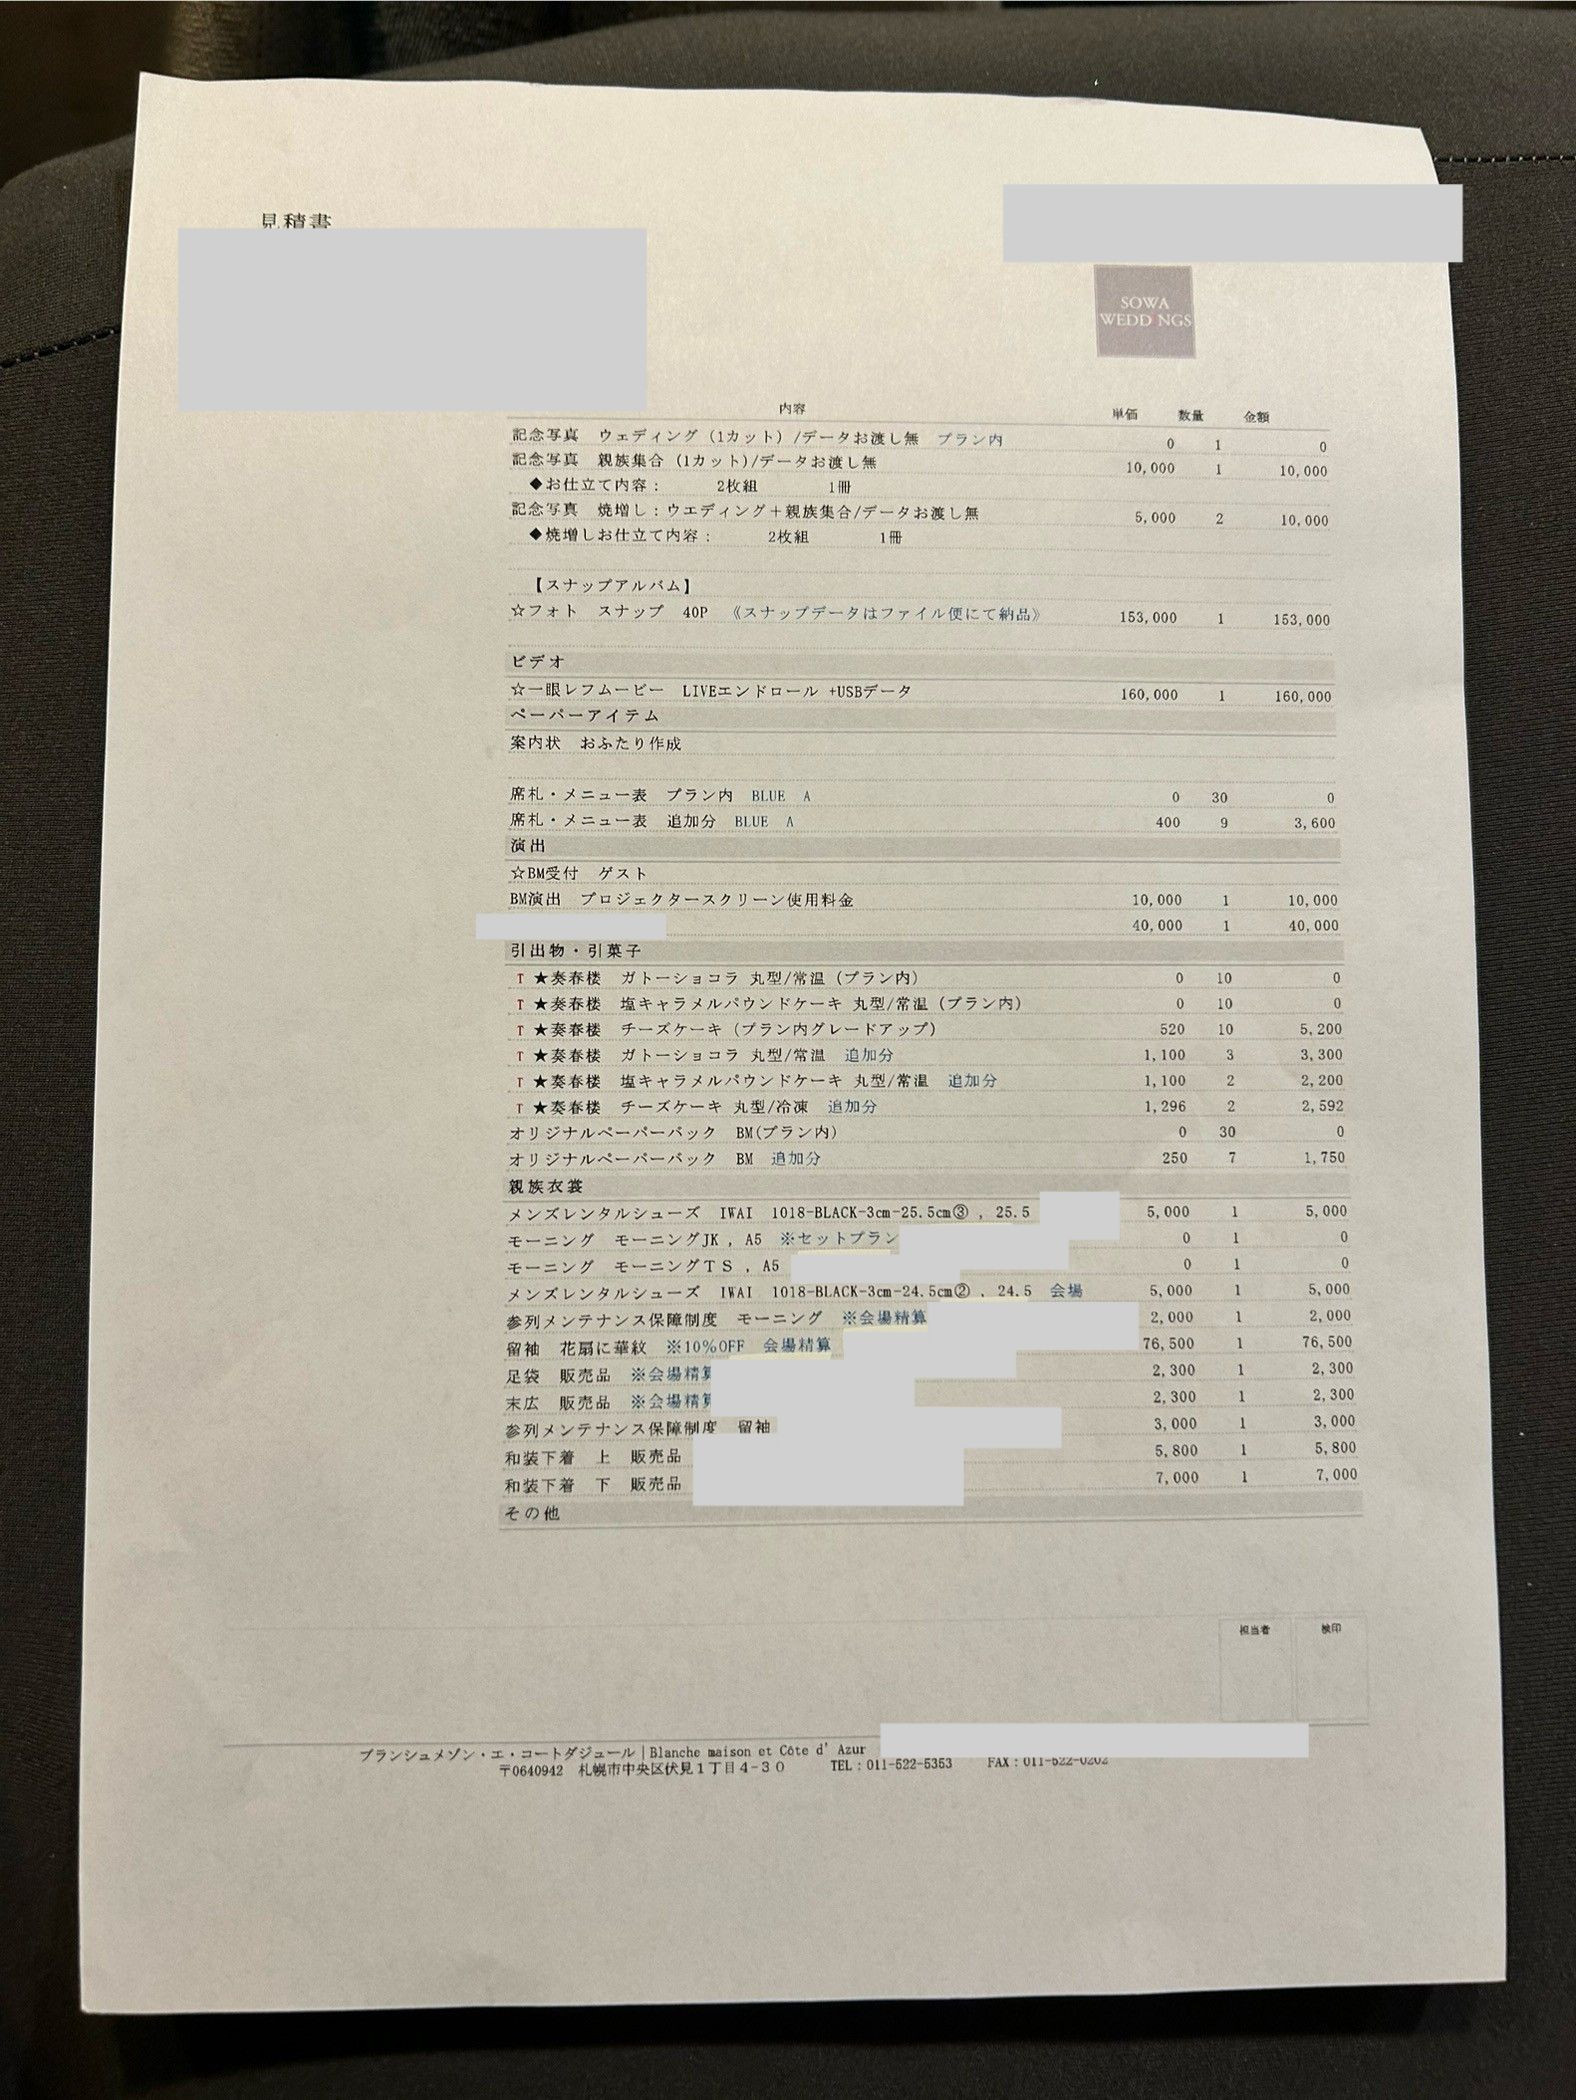 見積書
SOWA
WEDDINGS
内容 単価 数量 金額
記念写真 ウェディング (1カット) /データお渡し無 プラン内 0 1 0
記念写真 親族集合 (1カット)/データお渡し無 10,000 1 10,000
◆お仕立て内容： 2枚組 1冊
記念写真 焼増し：ウエディング＋親族集合/データお渡し無 5,000 2 10,000
◆焼増しお仕立て内容： 2枚組 1冊
【スナップアルバム】
☆フォト スナップ 40P 《スナップデータはファイル便にて納品》 153,000 1 153,000
ビデオ
☆一眼レフムービー LIVEエンドロール +USBデータ 160,000 1 160,000
ペーパーアイテム
案内状 おふたり作成
席札・メニュー表 プラン内 BLUE A 0 30 0
席札・メニュー表 追加分 BLUE A 400 9 3,600
演出
☆BM受付 ゲスト
BM演出 プロジェクタースクリーン使用料金 10,000 1 10,000
40,000 1 40,000
引出物・引菓子
T ★奏春楼 ガトーショコラ 丸型/常温 (プラン内) 0 10 0
T ★奏春楼 塩キャラメルパウンドケーキ 丸型/常温 (プラン内) 0 10 0
T ★奏春楼 チーズケーキ (プラン内グレードアップ) 520 10 5,200
T ★奏春楼 ガトーショコラ 丸型/常温 追加分 1,100 3 3,300
T ★奏春楼 塩キャラメルパウンドケーキ 丸型/常温 追加分 1,100 2 2,200
T ★奏春楼 チーズケーキ 丸型/冷凍 追加分 1,296 2 2,592
オリジナルペーパーバック BM(プラン内) 0 30 0
オリジナルペーパーバック BM 追加分 250 7 1,750
親族衣裳
メンズレンタルシューズ IWAI 1018-BLACK-3cm-25.5cm③ , 25.5 5,000 1 5,000
モーニング モーニングJK , A5 ※セットプラン 0 1 0
モーニング モーニングＴＳ , A5 0 1 0
メンズレンタルシューズ IWAI 1018-BLACK-3cm-24.5cm② , 24.5 会場 5,000 1 5,000
参列メンテナンス保障制度 モーニング ※会場精算 2,000 1 2,000
留袖 花扇に華紋 ※10%OFF 会場精算 76,500 1 76,500
足袋 販売品 ※会場精算 2,300 1 2,300
末広 販売品 ※会場精算 2,300 1 2,300
参列メンテナンス保障制度 留袖 3,000 1 3,000
和装下着 上 販売品 5,800 1 5,800
和装下着 下 販売品 7,000 1 7,000
その他
担当者 検印
ブランシュメゾン・エ・コートダジュール｜Blanche maison et Côte d' Azur
〒0640942 札幌市中央区伏見１丁目４−３０ TEL：011-522-5353 FAX：011-522-0202